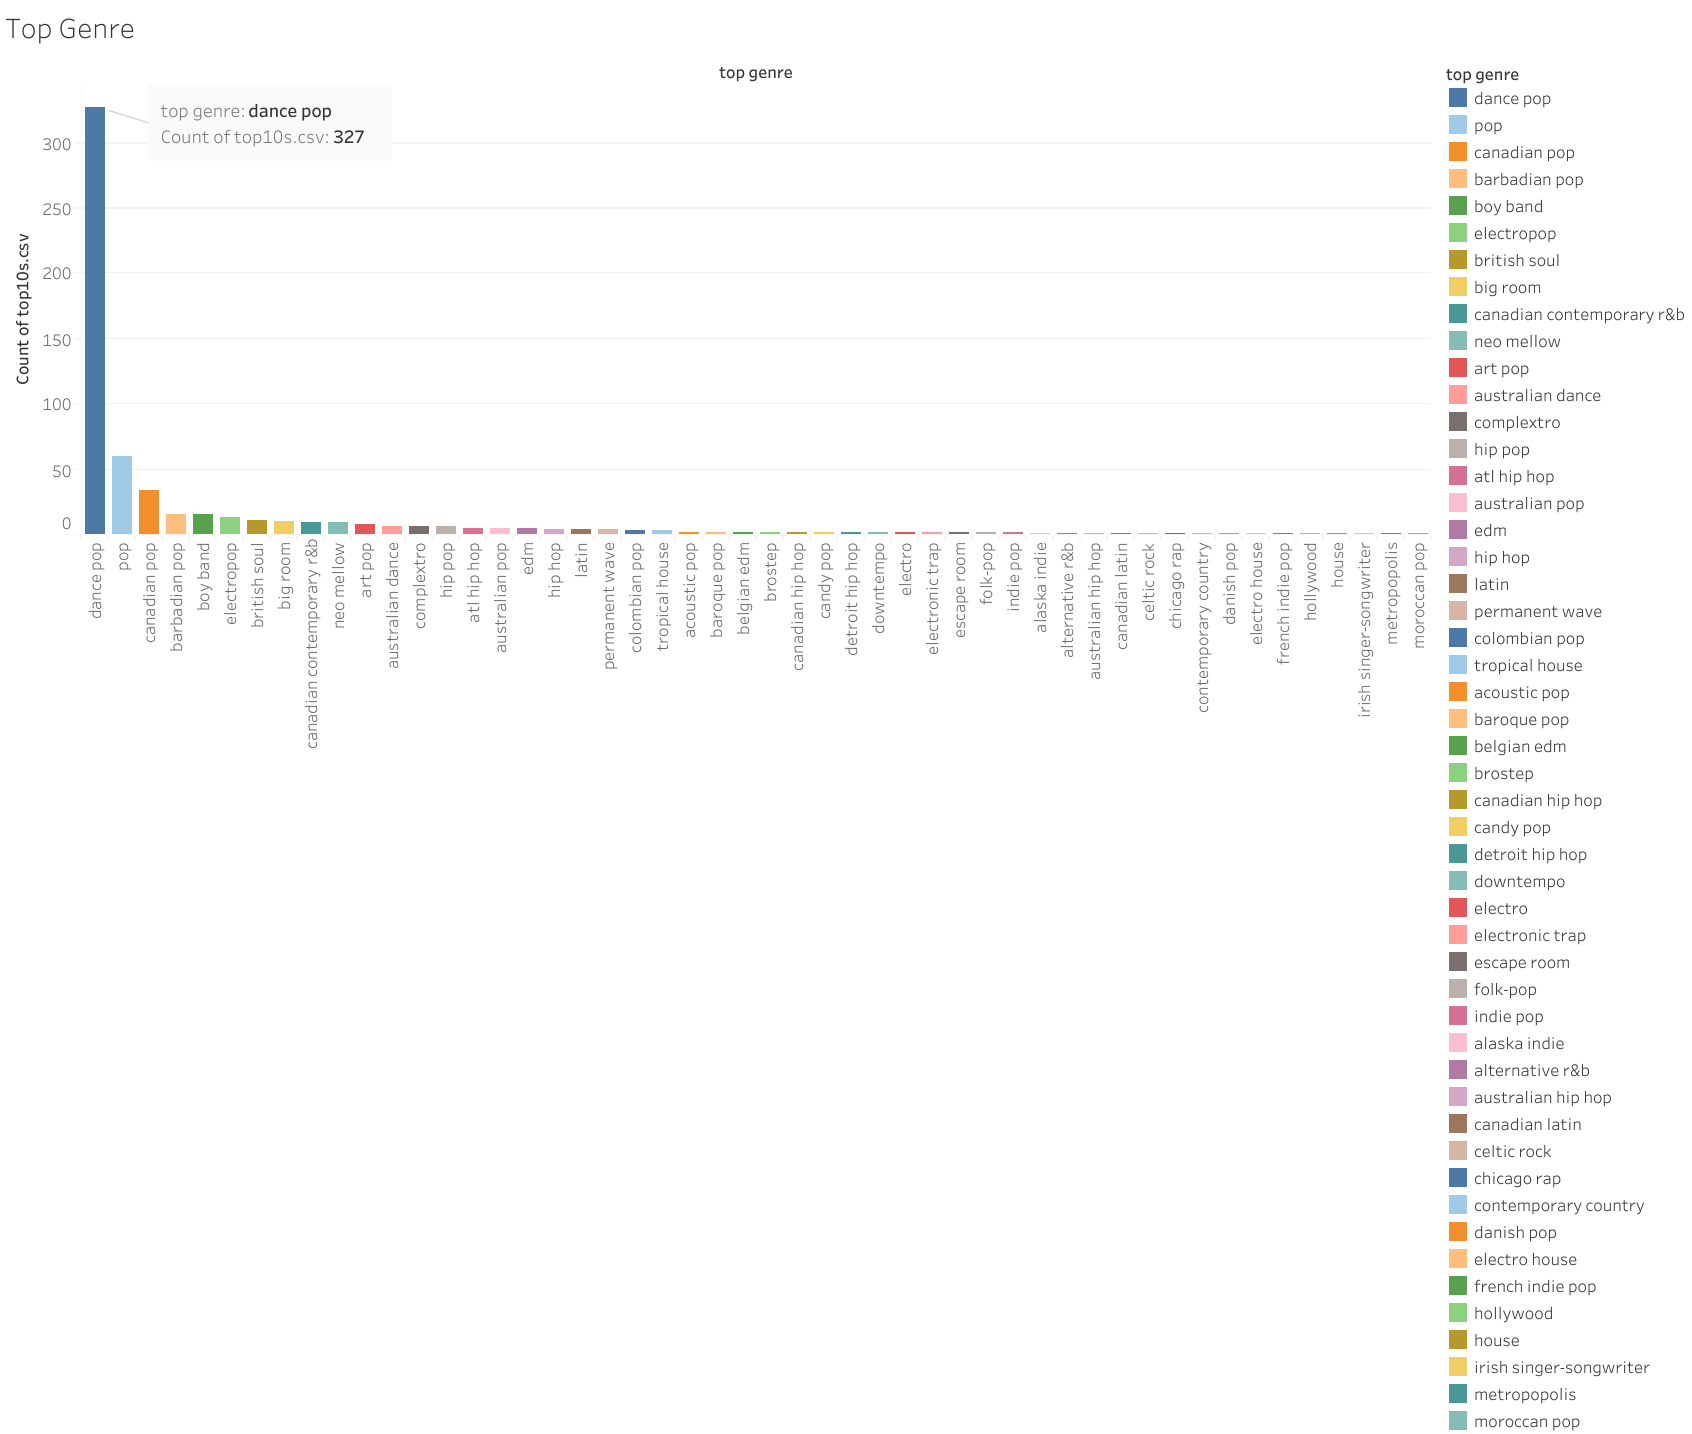 Top Genre
top genre
top genre: dance pop
Count of top10s.csv: 327
Count of top10s.csv
300
250
200
150
100
50
0
dance pop
pop
canadian pop
barbadian pop
boy band
electropop
british soul
big room
canadian contemporary r&b
neo mellow
art pop
australian dance
complextro
hip pop
atl hip hop
australian pop
edm
hip hop
latin
permanent wave
colombian pop
tropical house
acoustic pop
baroque pop
belgian edm
brostep
canadian hip hop
candy pop
detroit hip hop
downtempo
electro
electronic trap
escape room
folk-pop
indie pop
alaska indie
alternative r&b
australian hip hop
canadian latin
celtic rock
chicago rap
contemporary country
danish pop
electro house
french indie pop
hollywood
house
irish singer-songwriter
metropopolis
moroccan pop
top genre
dance pop
pop
canadian pop
barbadian pop
boy band
electropop
british soul
big room
canadian contemporary r&b
neo mellow
art pop
australian dance
complextro
hip pop
atl hip hop
australian pop
edm
hip hop
latin
permanent wave
colombian pop
tropical house
acoustic pop
baroque pop
belgian edm
brostep
canadian hip hop
candy pop
detroit hip hop
downtempo
electro
electronic trap
escape room
folk-pop
indie pop
alaska indie
alternative r&b
australian hip hop
canadian latin
celtic rock
chicago rap
contemporary country
danish pop
electro house
french indie pop
hollywood
house
irish singer-songwriter
metropopolis
moroccan pop